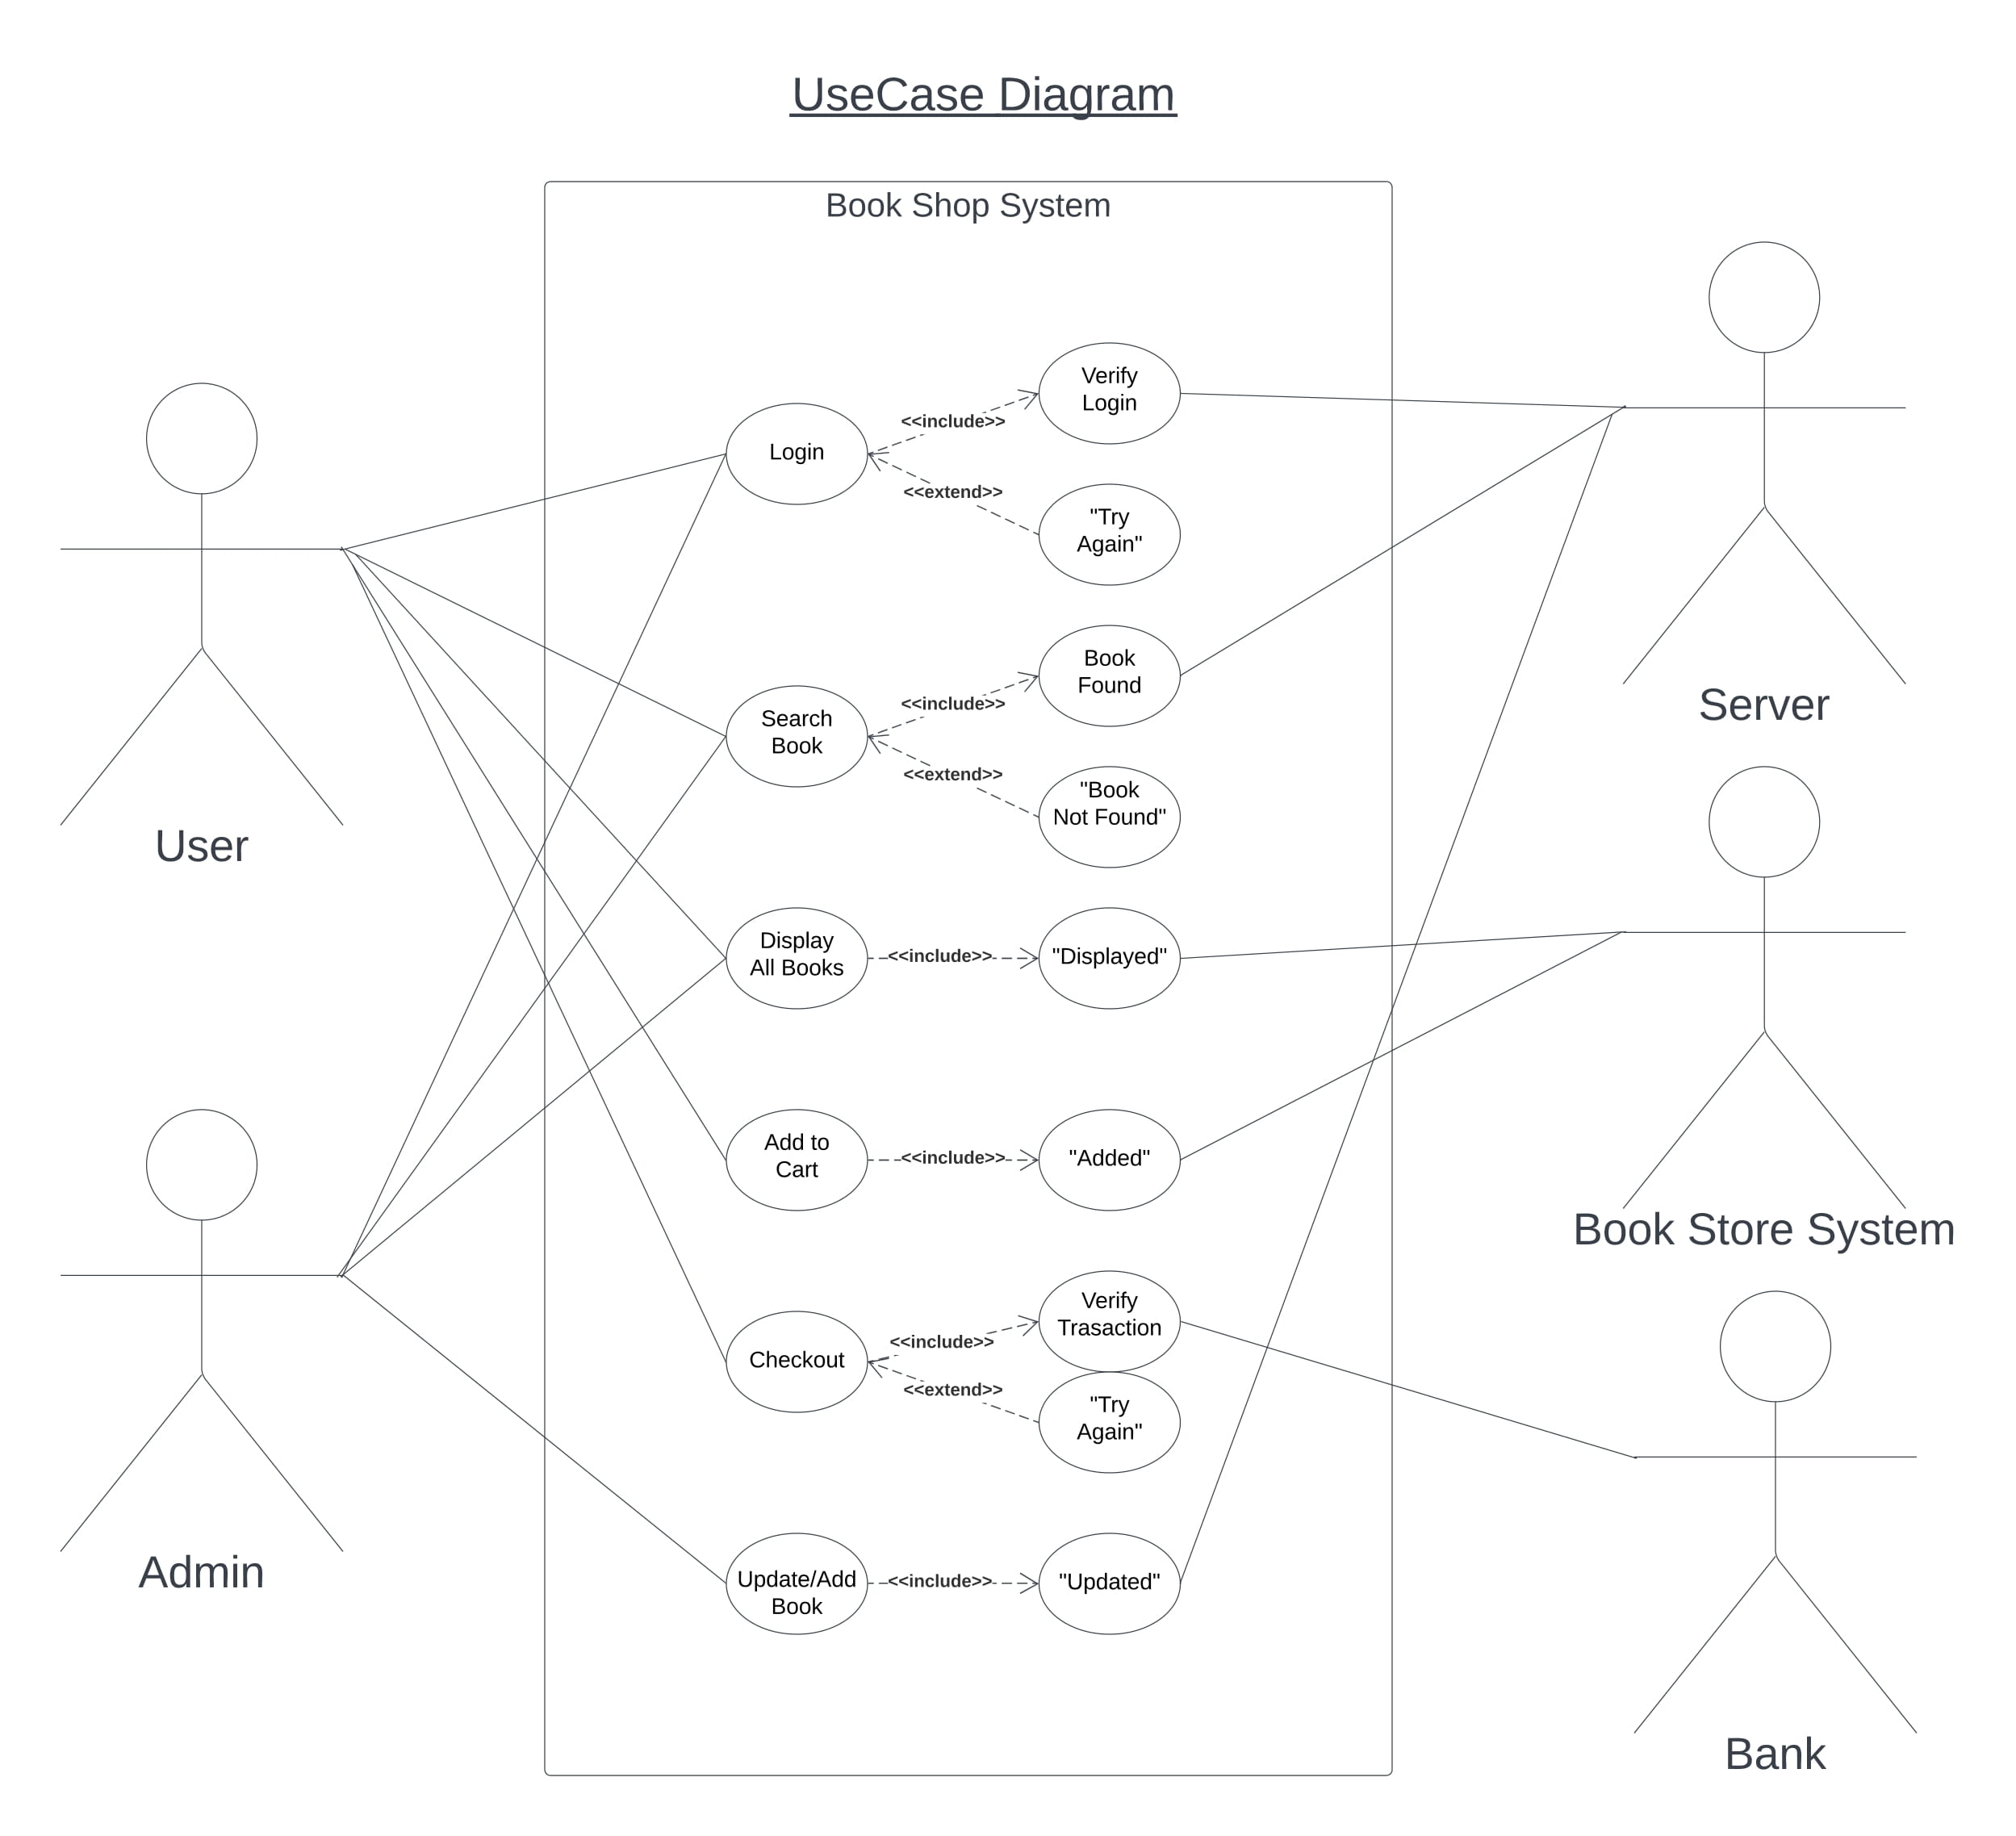 UseCase Diagram
Book Shop System
Verify
Login
<<include>>
Login
<<extend>>
"Try
Again"
Book
Found
<<include>>
Search
Book
<<extend>>
"Book
Not Found"
Server
User
Display
All Books
<<include>>
"Displayed"
Add to
Cart
<<include>>
"Added"
Book Store System
Verify
Trasaction
<<include>>
Checkout
<<extend>>
"Try
Again"
Admin
Update/Add
Book
<<include>>
"Updated"
Bank